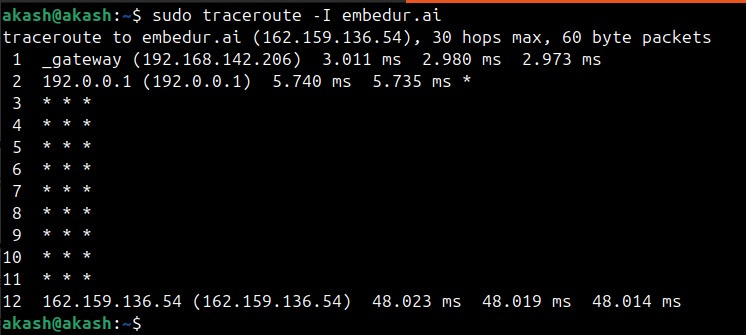 akash@akash:~$ sudo traceroute -I embedur.ai
traceroute to embedur.ai (162.159.136.54), 30 hops max, 60 byte packets
 1  _gateway (192.168.142.206)  3.011 ms  2.980 ms  2.973 ms
 2  192.0.0.1 (192.0.0.1)  5.740 ms  5.735 ms *
 3  * * *
 4  * * *
 5  * * *
 6  * * *
 7  * * *
 8  * * *
 9  * * *
10  * * *
11  * * *
12  162.159.136.54 (162.159.136.54)  48.023 ms  48.019 ms  48.014 ms
akash@akash:~$